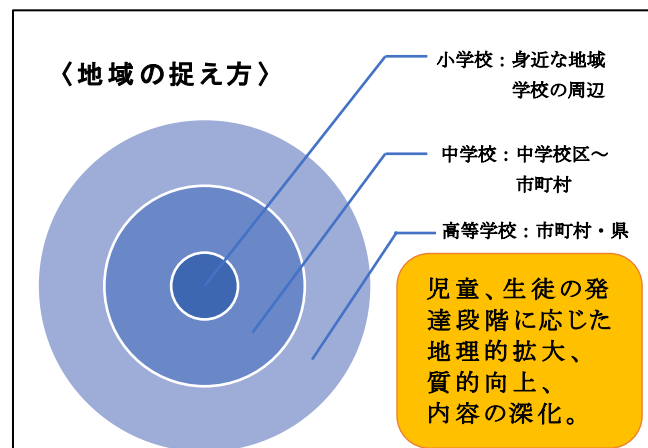 〈地域の捉え方〉
小学校：身近な地域
学校の周辺
中学校：中学校区～
市町村
高等学校：市町村・県
児童、生徒の発
達段階に応じた
地理的拡大、
質的向上、
内容の深化。